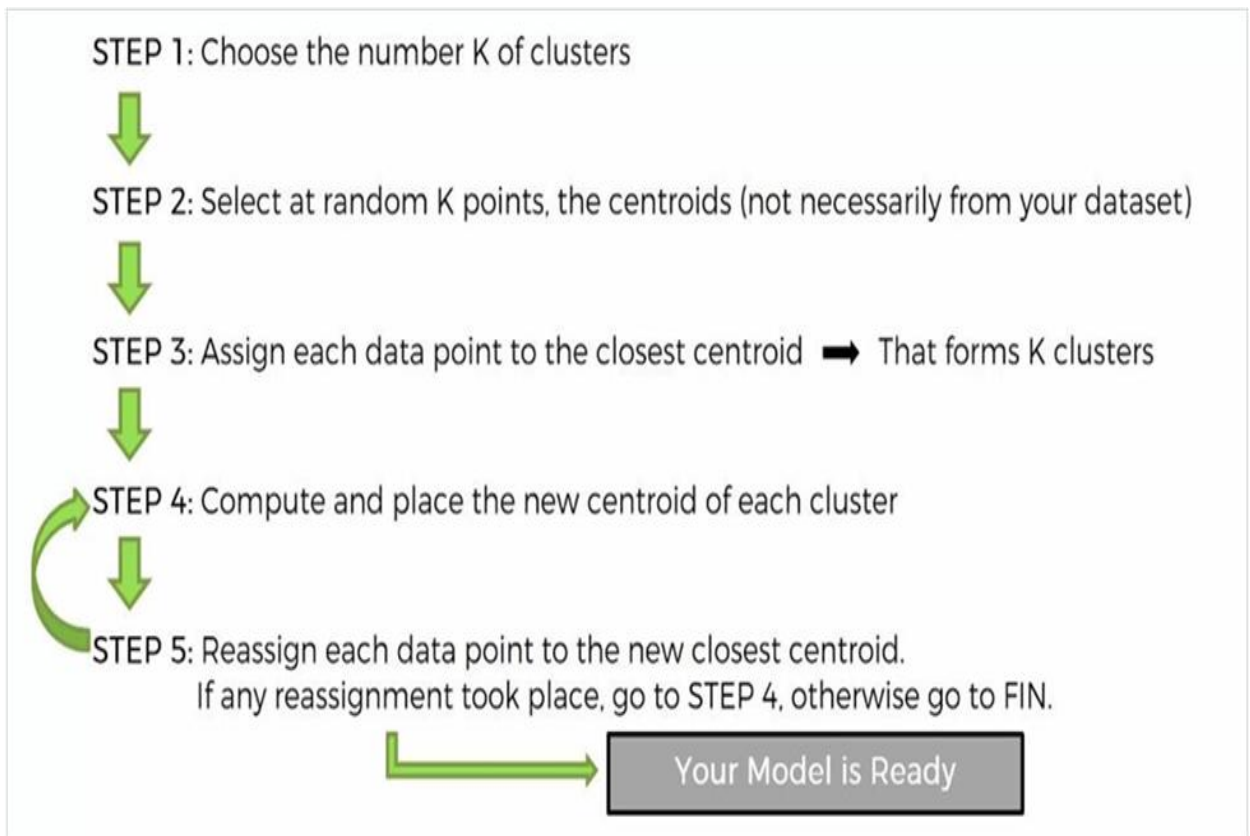 STEP 1: Choose the number K of clusters
STEP 2: Select at random K points, the centroids (not necessarily from your dataset)
STEP 3: Assign each data point to the closest centroid ➡ That forms K clusters
STEP 4: Compute and place the new centroid of each cluster
STEP 5: Reassign each data point to the new closest centroid.
If any reassignment took place, go to STEP 4, otherwise go to FIN.
Your Model is Ready